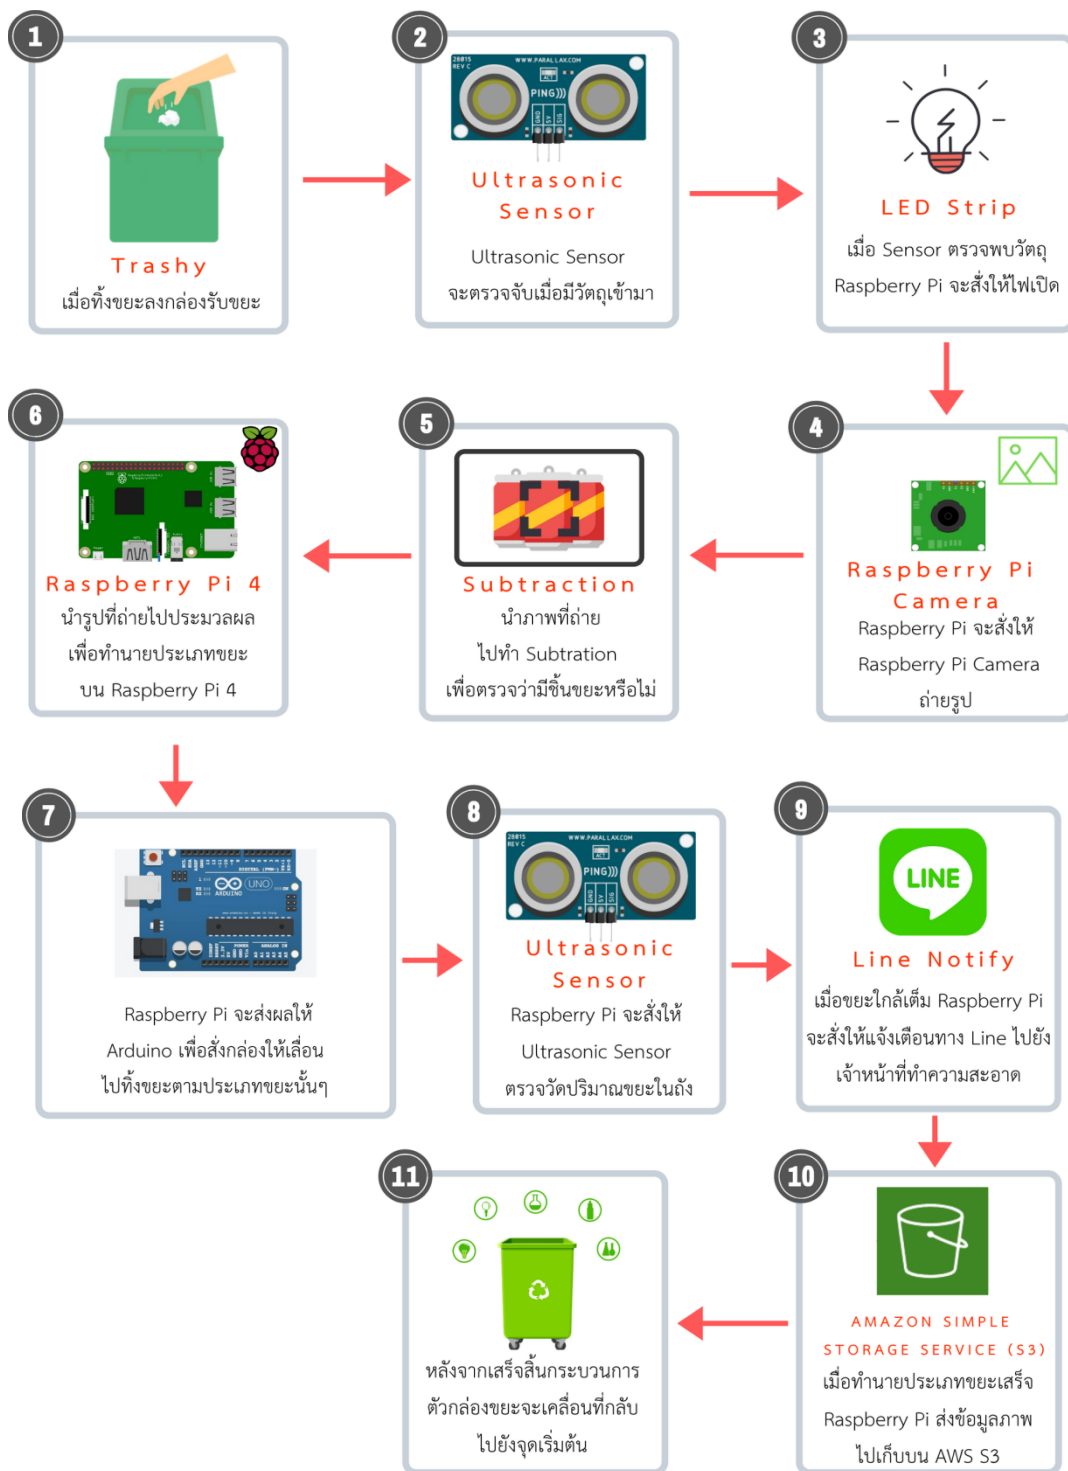 1
Trashy
เมื่อทิ้งขยะลงกล่องรับขยะ
2
28015
REV C
WWW.PARALLAX.COM
PING)))
GND
5V
SIG
Ultrasonic
Sensor
Ultrasonic Sensor
จะตรวจจับเมื่อมีวัตถุเข้ามา
3
LED Strip
เมื่อ Sensor ตรวจพบวัตถุ
Raspberry Pi จะสั่งให้ไฟเปิด
4
Raspberry Pi
Camera
Raspberry Pi จะสั่งให้
Raspberry Pi Camera
ถ่ายรูป
5
Subtraction
นำภาพที่ถ่าย
ไปทำ Subtration
เพื่อตรวจว่ามีชิ้นขยะหรือไม่
6
Raspberry Pi 4
นำรูปที่ถ่ายไปประมวลผล
เพื่อทำนายประเภทขยะ
บน Raspberry Pi 4
7
UNO
ARDUINO
Raspberry Pi จะส่งผลให้
Arduino เพื่อสั่งกล่องให้เลื่อน
ไปทิ้งขยะตามประเภทขยะนั้นๆ
8
28015
REV C
WWW.PARALLAX.COM
PING)))
GND
5V
SIG
Ultrasonic
Sensor
Raspberry Pi จะสั่งให้
Ultrasonic Sensor
ตรวจวัดปริมาณขยะในถัง
9
LINE
Line Notify
เมื่อขยะใกล้เต็ม Raspberry Pi
จะสั่งให้แจ้งเตือนทาง Line ไปยัง
เจ้าหน้าที่ทำความสะอาด
10
AMAZON SIMPLE
STORAGE SERVICE (S3)
เมื่อทำนายประเภทขยะเสร็จ
Raspberry Pi ส่งข้อมูลภาพ
ไปเก็บบน AWS S3
11
หลังจากเสร็จสิ้นกระบวนการ
ตัวกล่องขยะจะเคลื่อนที่กลับ
ไปยังจุดเริ่มต้น